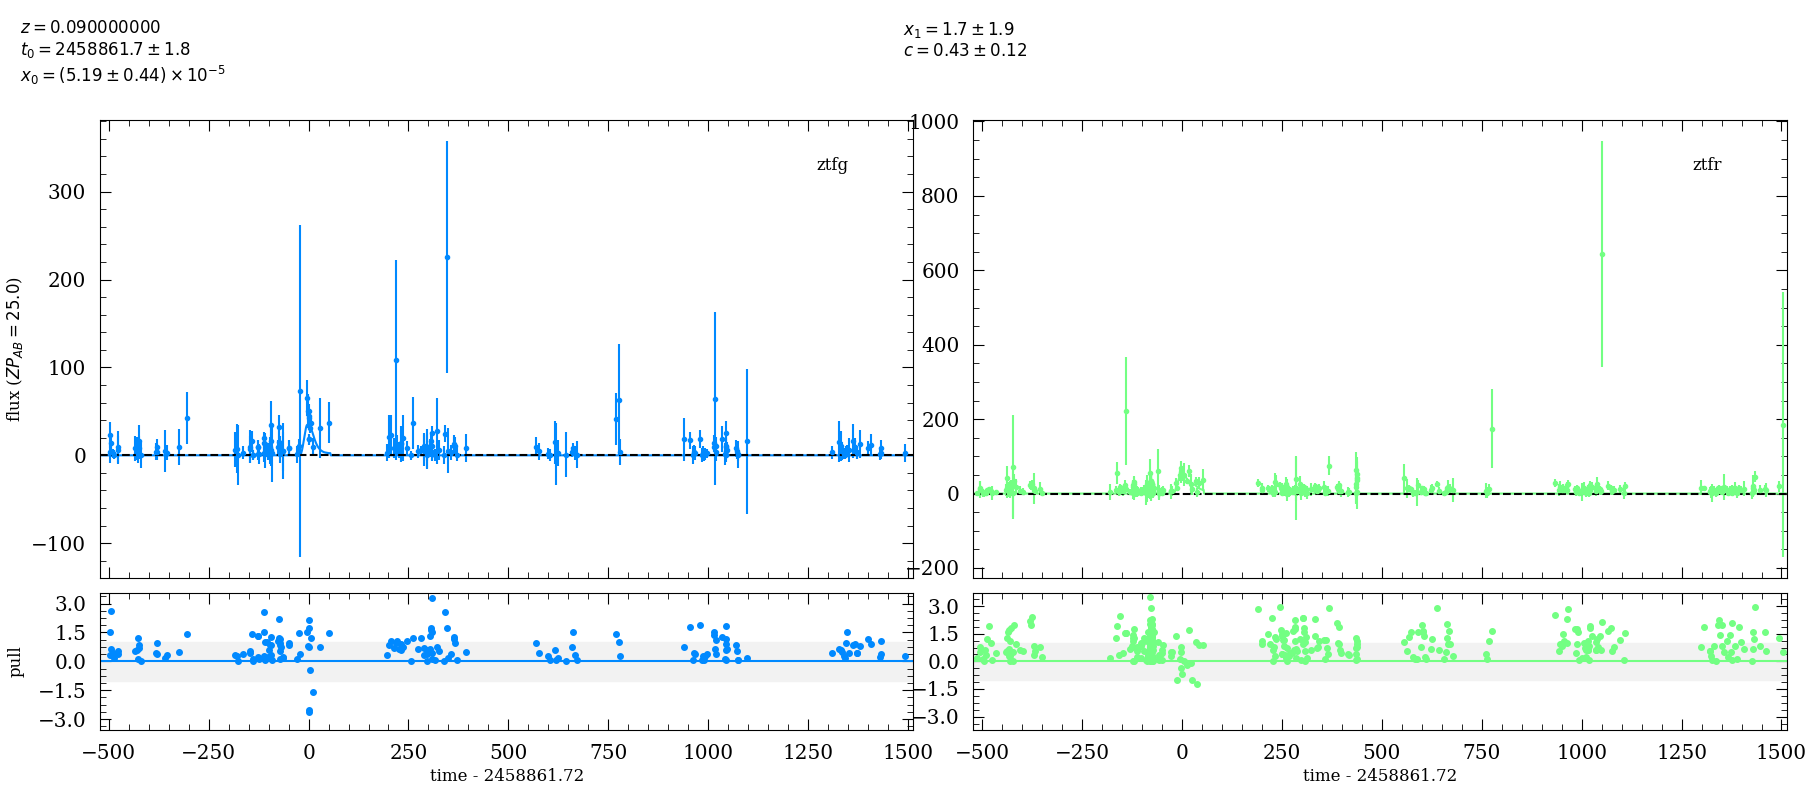 z = 0.090000000
t₀ = 2458861.7 ± 1.8
x₀ = (5.19 ± 0.44) × 10⁻⁵
x₁ = 1.7 ± 1.9
c = 0.43 ± 0.12
flux (ZP_AB = 25.0)
300
200
100
0
−100
ztfg
1000
800
600
400
200
0
−200
ztfr
pull
3.0
1.5
0.0
−1.5
−3.0
3.0
1.5
0.0
−1.5
−3.0
−500 −250 0 250 500 750 1000 1250 1500
−500 −250 0 250 500 750 1000 1250 1500
time - 2458861.72
time - 2458861.72